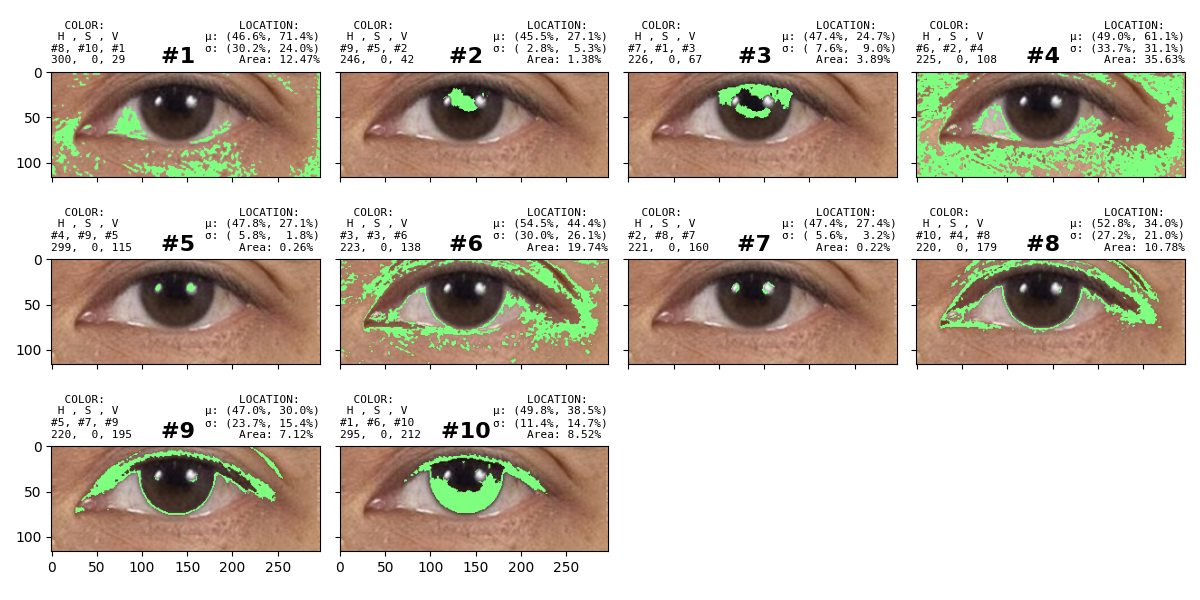 COLOR: LOCATION:
H , S , V μ: (46.6%, 71.4%)
#8, #10, #1 σ: (30.2%, 24.0%)
300, 0, 29 #1 Area: 12.47%
COLOR: LOCATION:
H , S , V μ: (45.5%, 27.1%)
#9, #5, #2 σ: ( 2.8%, 5.3%)
246, 0, 42 #2 Area: 1.38%
COLOR: LOCATION:
H , S , V μ: (47.4%, 24.7%)
#7, #1, #3 σ: ( 7.6%, 9.0%)
226, 0, 67 #3 Area: 3.89%
COLOR: LOCATION:
H , S , V μ: (49.0%, 61.1%)
#6, #2, #4 σ: (33.7%, 31.1%)
225, 0, 108 #4 Area: 35.63%
0
50
100
COLOR: LOCATION:
H , S , V μ: (47.8%, 27.1%)
#4, #9, #5 σ: ( 5.8%, 1.8%)
299, 0, 115 #5 Area: 0.26%
COLOR: LOCATION:
H , S , V μ: (54.5%, 44.4%)
#3, #3, #6 σ: (30.0%, 26.1%)
223, 0, 138 #6 Area: 19.74%
COLOR: LOCATION:
H , S , V μ: (47.4%, 27.4%)
#2, #8, #7 σ: ( 5.6%, 3.2%)
221, 0, 160 #7 Area: 0.22%
COLOR: LOCATION:
H , S , V μ: (52.8%, 34.0%)
#10, #4, #8 σ: (27.2%, 21.0%)
220, 0, 179 #8 Area: 10.78%
0
50
100
COLOR: LOCATION:
H , S , V μ: (47.0%, 30.0%)
#5, #7, #9 σ: (23.7%, 15.4%)
220, 0, 195 #9 Area: 7.12%
COLOR: LOCATION:
H , S , V μ: (49.8%, 38.5%)
#1, #6, #10 σ: (11.4%, 14.7%)
295, 0, 212 #10 Area: 8.52%
0
50
100
0 50 100 150 200 250
0 50 100 150 200 250